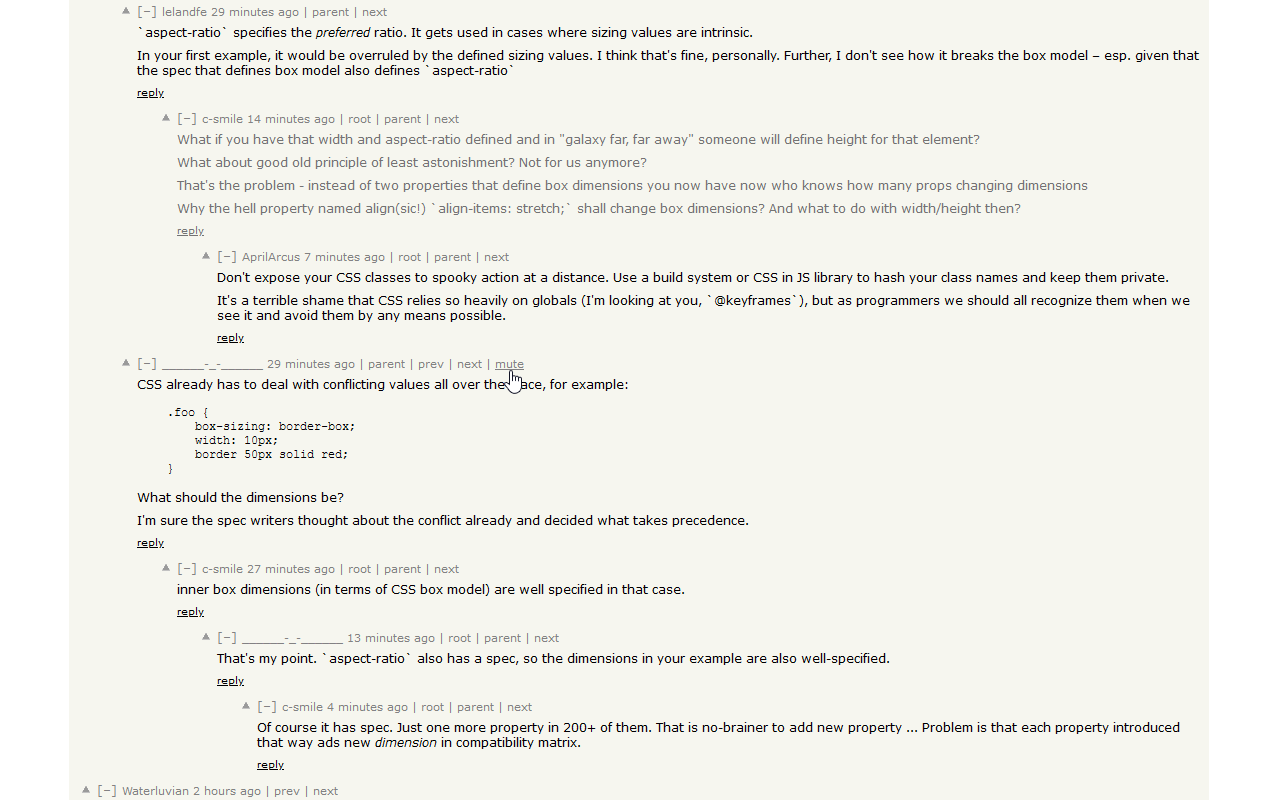 [–] lelandfe 29 minutes ago | parent | next
`aspect-ratio` specifies the preferred ratio. It gets used in cases where sizing values are intrinsic.
In your first example, it would be overruled by the defined sizing values. I think that's fine, personally. Further, I don't see how it breaks the box model – esp. given that
the spec that defines box model also defines `aspect-ratio`
reply
[–] c-smile 14 minutes ago | root | parent | next
What if you have that width and aspect-ratio defined and in "galaxy far, far away" someone will define height for that element?
What about good old principle of least astonishment? Not for us anymore?
That's the problem - instead of two properties that define box dimensions you now have now who knows how many props changing dimensions
Why the hell property named align(sic!) `align-items: stretch;` shall change box dimensions? And what to do with width/height then?
reply
[–] AprilArcus 7 minutes ago | root | parent | next
Don't expose your CSS classes to spooky action at a distance. Use a build system or CSS in JS library to hash your class names and keep them private.
It's a terrible shame that CSS relies so heavily on globals (I'm looking at you, `@keyframes`), but as programmers we should all recognize them when we
see it and avoid them by any means possible.
reply
[–] ______-_-______ 29 minutes ago | parent | prev | next | mute
CSS already has to deal with conflicting values all over the ace, for example:
.foo {
box-sizing: border-box;
width: 10px;
border 50px solid red;
}
What should the dimensions be?
I'm sure the spec writers thought about the conflict already and decided what takes precedence.
reply
[–] c-smile 27 minutes ago | root | parent | next
inner box dimensions (in terms of CSS box model) are well specified in that case.
reply
[–] ______-_-______ 13 minutes ago | root | parent | next
That's my point. `aspect-ratio` also has a spec, so the dimensions in your example are also well-specified.
reply
[–] c-smile 4 minutes ago | root | parent | next
Of course it has spec. Just one more property in 200+ of them. That is no-brainer to add new property ... Problem is that each property introduced
that way ads new dimension in compatibility matrix.
reply
[–] Waterluvian 2 hours ago | prev | next